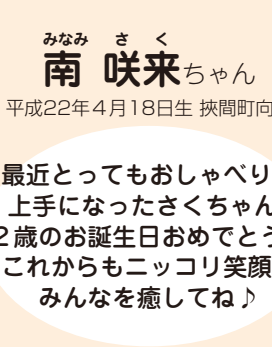 みなみ さ く
南 咲来ちゃん
平成22年4月18日生 挾間町向
最近とってもおしゃべり
上手になったさくちゃん
2歳のお誕生日おめでとう
これからもニッコリ笑顔
みんなを癒してね♪